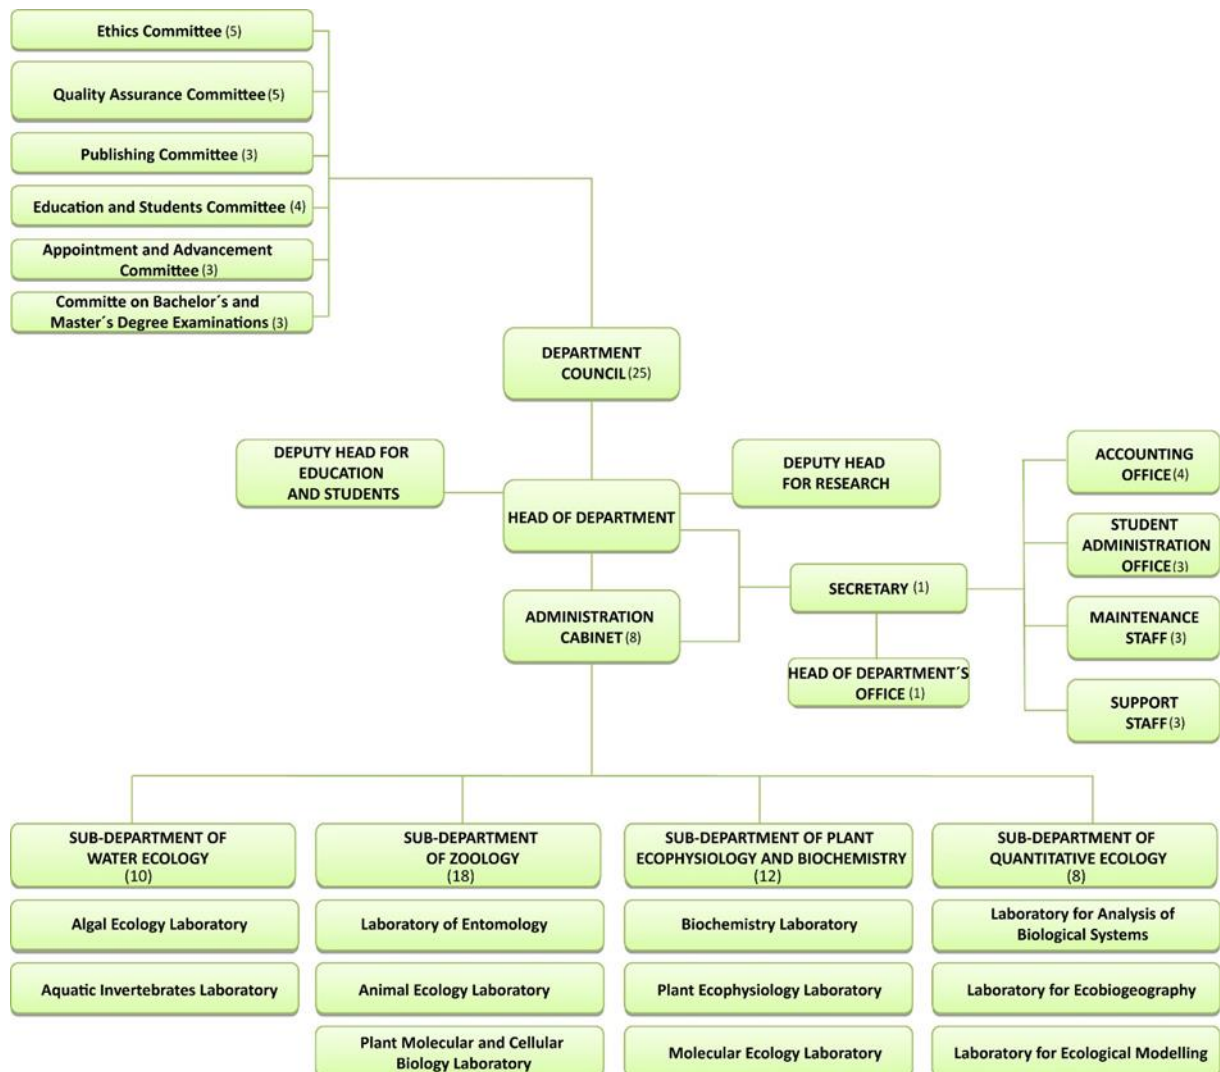 Ethics Committee (5)
Quality Assurance Committee (5)
Publishing Committee (3)
Education and Students Committee (4)
Appointment and Advancement
Committee (3)
Committe on Bachelor´s and
Master´s Degree Examinations (3)
DEPARTMENT
COUNCIL (25)
DEPUTY HEAD FOR
EDUCATION
AND STUDENTS
DEPUTY HEAD
FOR RESEARCH
HEAD OF DEPARTMENT
ACCOUNTING
OFFICE (4)
STUDENT
ADMINISTRATION
OFFICE (3)
SECRETARY (1)
ADMINISTRATION
CABINET (8)
MAINTENANCE
STAFF (3)
HEAD OF DEPARTMENT´S
OFFICE (1)
SUPPORT
STAFF (3)
SUB-DEPARTMENT OF
WATER ECOLOGY
(10)
Algal Ecology Laboratory
Aquatic Invertebrates Laboratory
SUB-DEPARTMENT
OF ZOOLOGY
(18)
Laboratory of Entomology
Animal Ecology Laboratory
Plant Molecular and Cellular
Biology Laboratory
SUB-DEPARTMENT OF PLANT
ECOPHYSIOLOGY AND BIOCHEMISTRY
(12)
Biochemistry Laboratory
Plant Ecophysiology Laboratory
Molecular Ecology Laboratory
SUB-DEPARTMENT OF
QUANTITATIVE ECOLOGY
(8)
Laboratory for Analysis of
Biological Systems
Laboratory for Ecobiogeography
Laboratory for Ecological Modelling